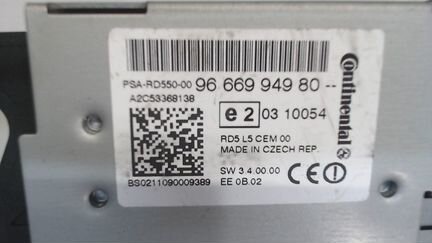 PSA-RD550-00 96 669 949 80 --
A2C53368138
e2 03 10054
RD5 L5 CEM 00
MADE IN CZECH REP.
SW 3.4.00.00
BS0211090009389 EE 0B.02
CE
Continental